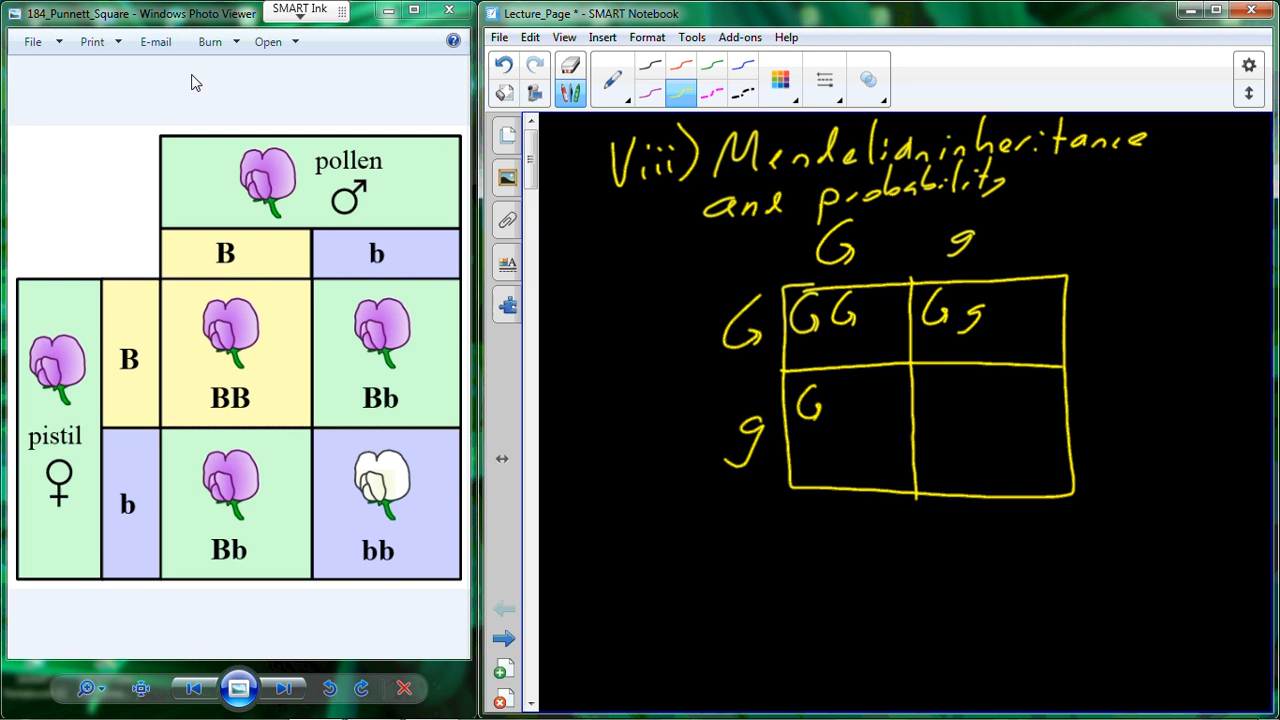 184_Punnett_Square - Windows Photo Viewer
SMART Ink
File Print E-mail Burn Open
pollen
♂
B b
B
BB Bb
pistil
♀
b
Bb bb
Lecture_Page * - SMART Notebook
File Edit View Insert Format Tools Add-ons Help
Viii) Mendelian inheritance
and probability
G g
G GG Gg
g G